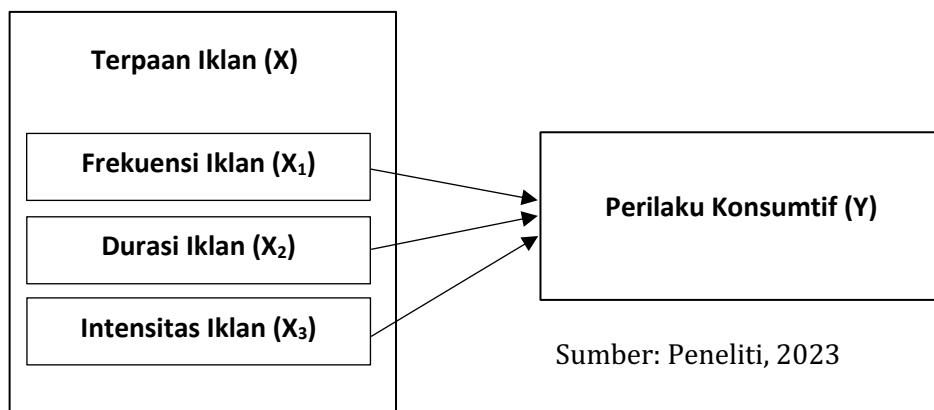 Terpaan Iklan (X)
Frekuensi Iklan (X₁)
Durasi Iklan (X₂)
Intensitas Iklan (X₃)
Perilaku Konsumtif (Y)
Sumber: Peneliti, 2023